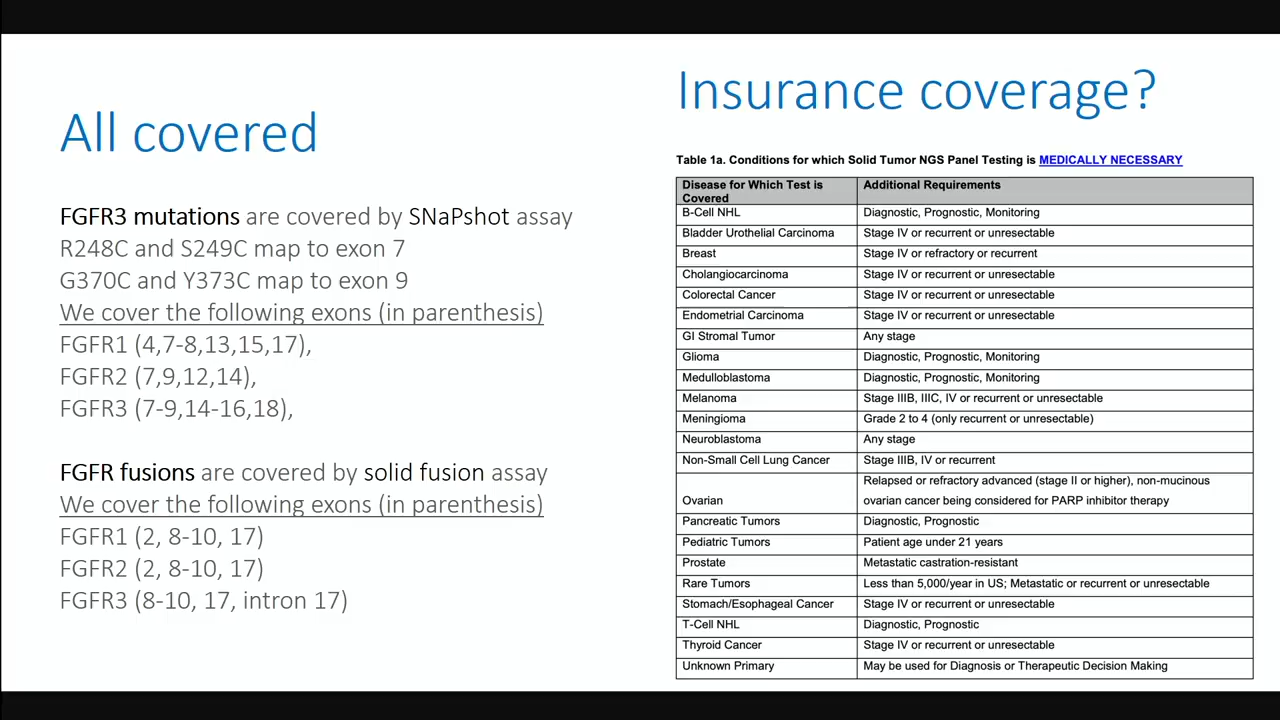 All covered
FGFR3 mutations are covered by SNaPshot assay
R248C and S249C map to exon 7
G370C and Y373C map to exon 9
We cover the following exons (in parenthesis)
FGFR1 (4,7-8,13,15,17),
FGFR2 (7,9,12,14),
FGFR3 (7-9,14-16,18),
FGFR fusions are covered by solid fusion assay
We cover the following exons (in parenthesis)
FGFR1 (2, 8-10, 17)
FGFR2 (2, 8-10, 17)
FGFR3 (8-10, 17, intron 17)
Insurance coverage?
Table 1a. Conditions for which Solid Tumor NGS Panel Testing is MEDICALLY NECESSARY
Disease for Which Test is Covered Additional Requirements
B-Cell NHL Diagnostic, Prognostic, Monitoring
Bladder Urothelial Carcinoma Stage IV or recurrent or unresectable
Breast Stage IV or refractory or recurrent
Cholangiocarcinoma Stage IV or recurrent or unresectable
Colorectal Cancer Stage IV or recurrent or unresectable
Endometrial Carcinoma Stage IV or recurrent or unresectable
GI Stromal Tumor Any stage
Glioma Diagnostic, Prognostic, Monitoring
Medulloblastoma Diagnostic, Prognostic, Monitoring
Melanoma Stage IIIB, IIIC, IV or recurrent or unresectable
Meningioma Grade 2 to 4 (only recurrent or unresectable)
Neuroblastoma Any stage
Non-Small Cell Lung Cancer Stage IIIB, IV or recurrent
Ovarian Relapsed or refractory advanced (stage II or higher), non-mucinous
ovarian cancer being considered for PARP inhibitor therapy
Pancreatic Tumors Diagnostic, Prognostic
Pediatric Tumors Patient age under 21 years
Prostate Metastatic castration-resistant
Rare Tumors Less than 5,000/year in US; Metastatic or recurrent or unresectable
Stomach/Esophageal Cancer Stage IV or recurrent or unresectable
T-Cell NHL Diagnostic, Prognostic
Thyroid Cancer Stage IV or recurrent or unresectable
Unknown Primary May be used for Diagnosis or Therapeutic Decision Making